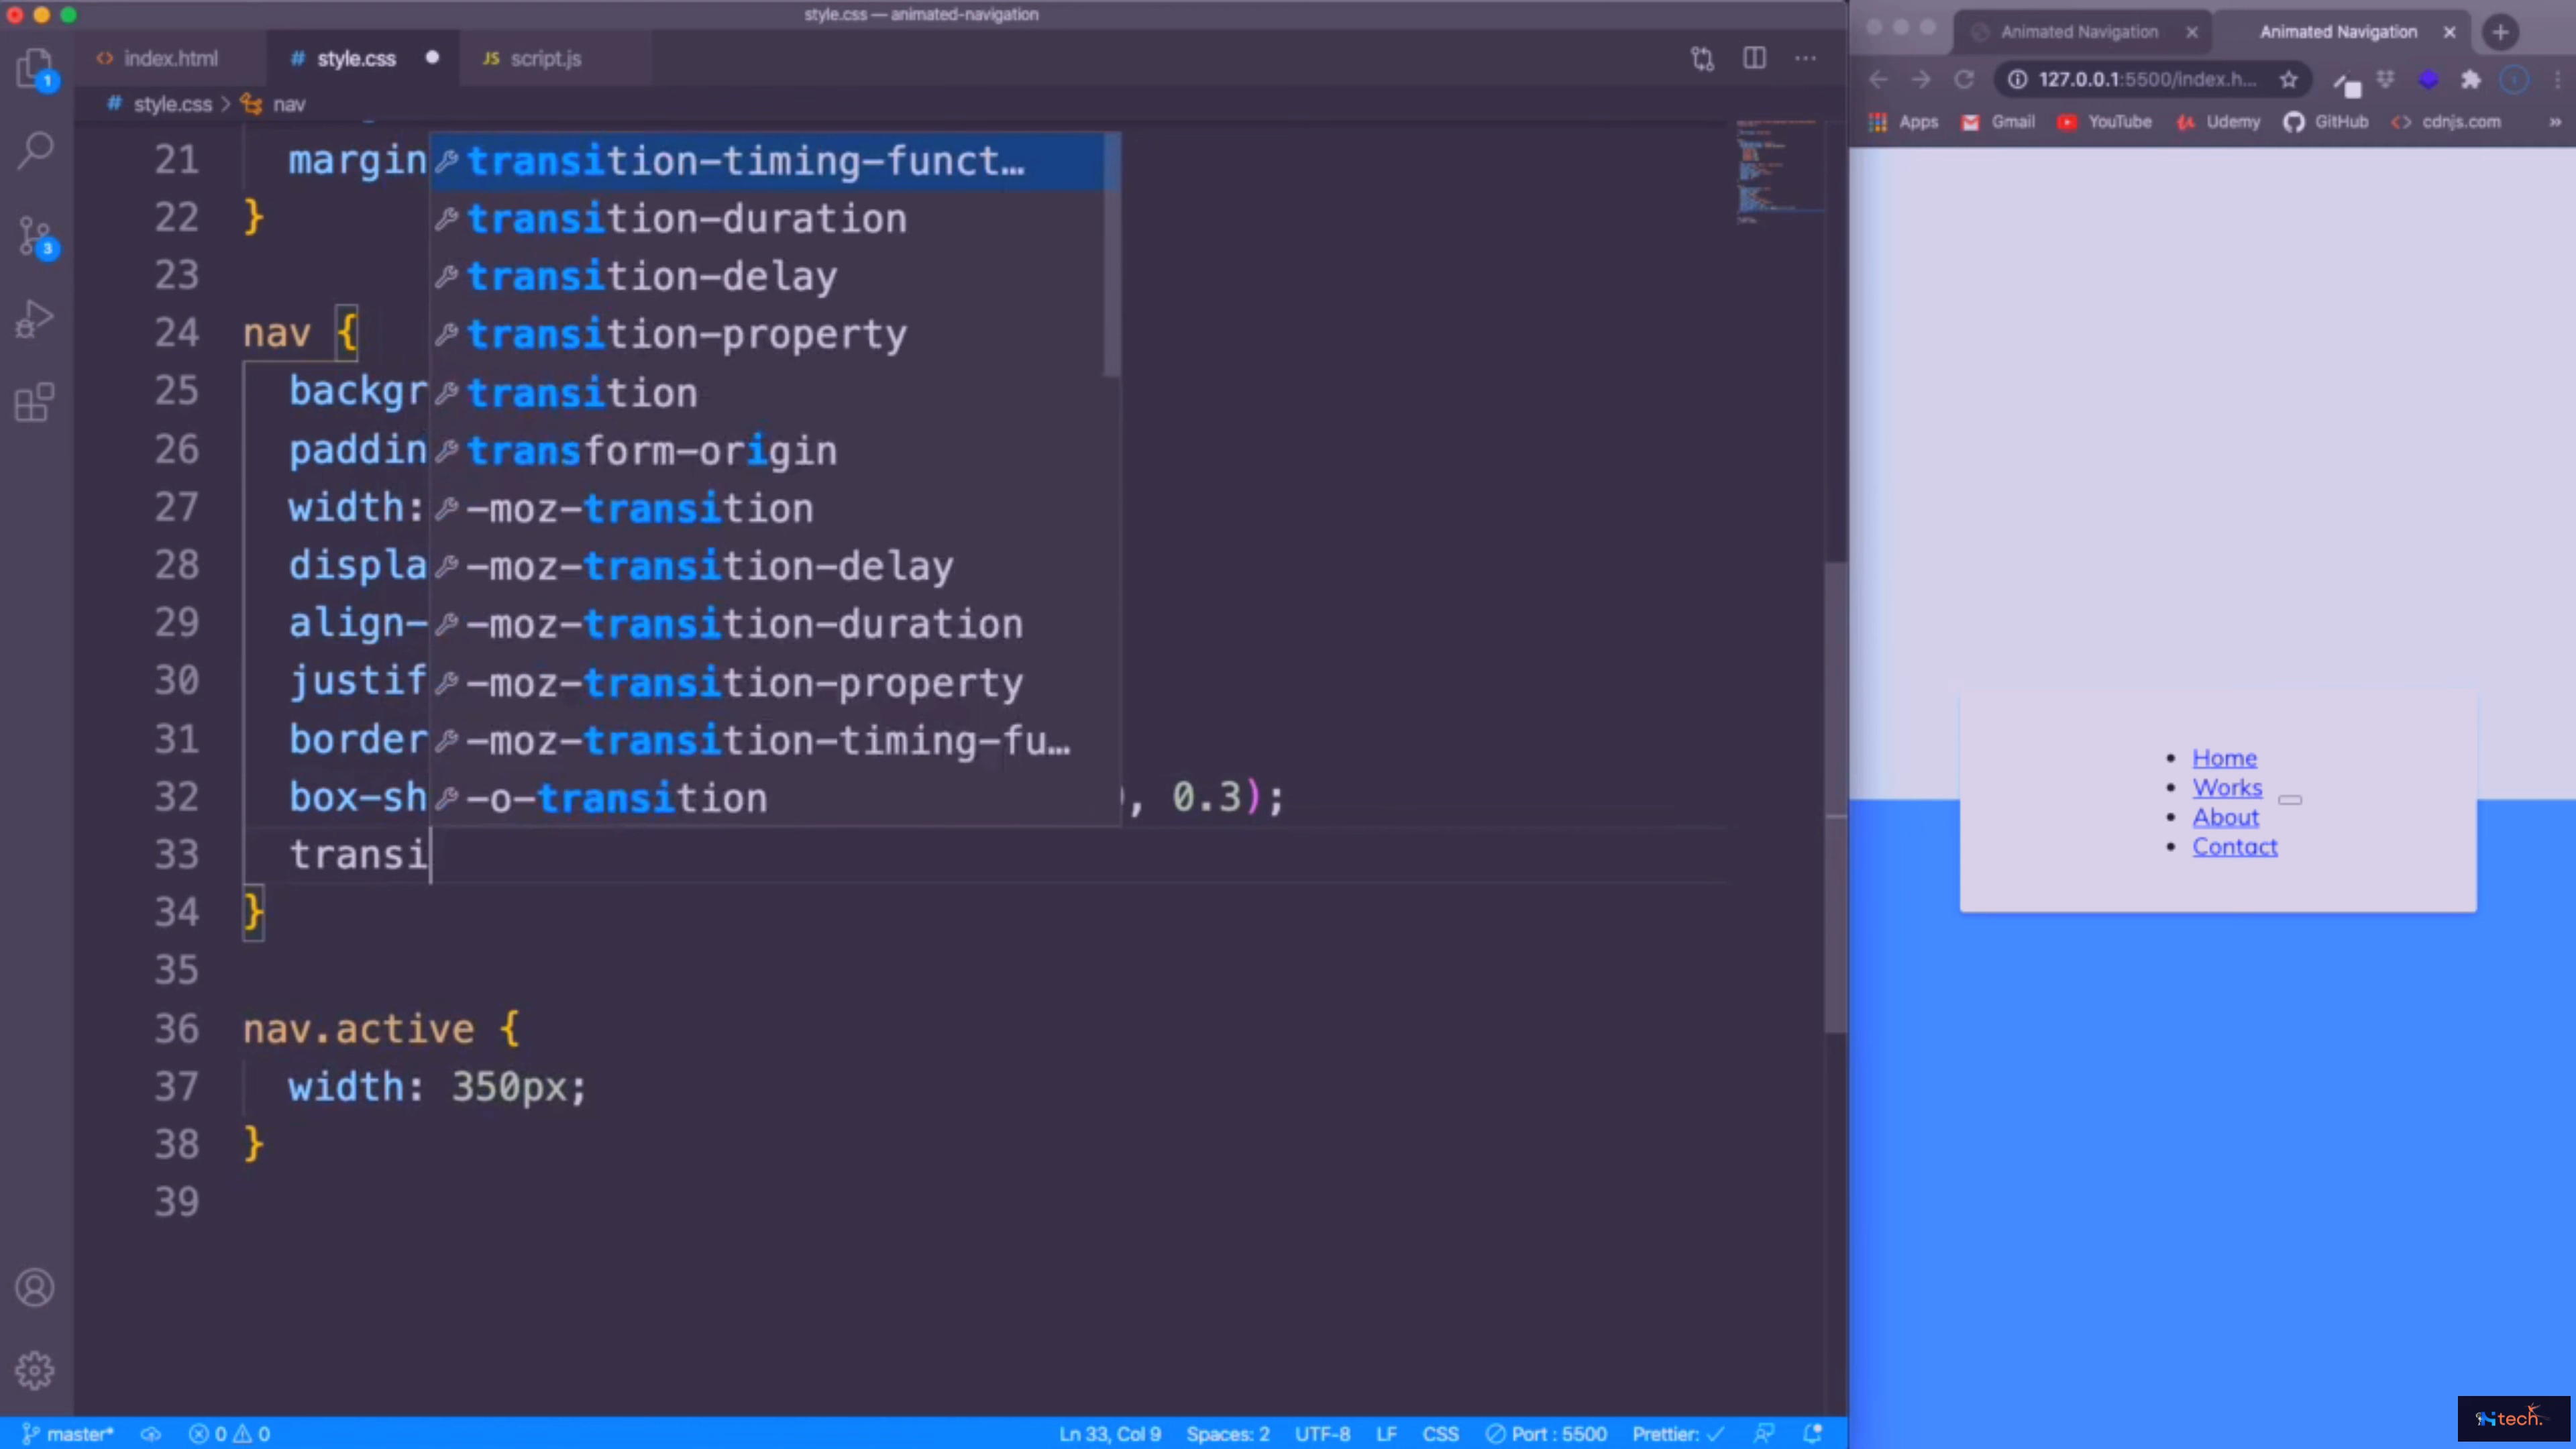 style.css — animated-navigation
index.html
# style.css
JS script.js
# style.css > nav
21 margin
22 }
23
24 nav {
25 backgr
26 paddin
27 width:
28 displa
29 align-
30 justif
31 border
32 box-sh , 0.3);
33 transi
34 }
35
36 nav.active {
37 width: 350px;
38 }
39
transition-timing-funct…
transition-duration
transition-delay
transition-property
transition
transform-origin
-moz-transition
-moz-transition-delay
-moz-transition-duration
-moz-transition-property
-moz-transition-timing-fu…
-o-transition
1
3
master*
0 0
Ln 33, Col 9
Spaces: 2
UTF-8
LF
CSS
Port : 5500
Prettier: ✓
Animated Navigation
Animated Navigation
127.0.0.1:5500/index.h...
Apps
Gmail
YouTube
Udemy
GitHub
cdnjs.com
»
• Home
• Works
• About
• Contact
tech.